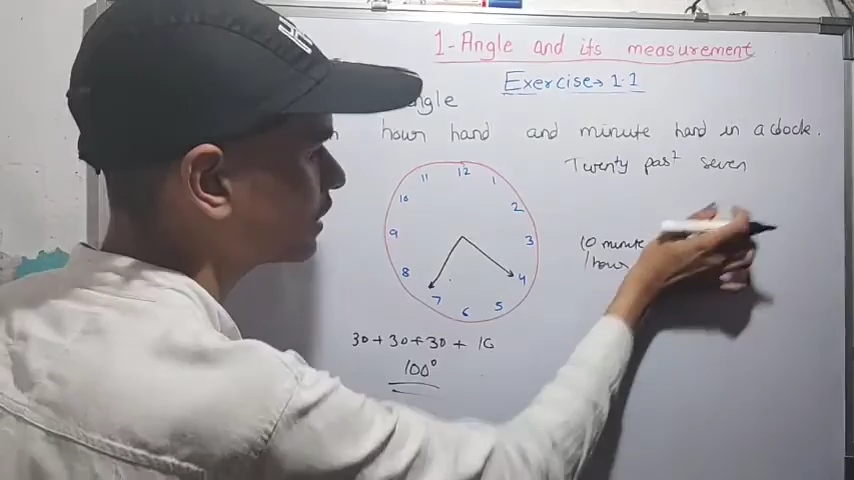 1-Angle and its measurement
Exercise→ 1.1
ngle
hour hand and minute hand in a clock.
Twenty past seven
12
11
1
10
2
9
3
8
4
7
5
6
10 minute
1 hour
30 + 30 + 30 + 10
100°